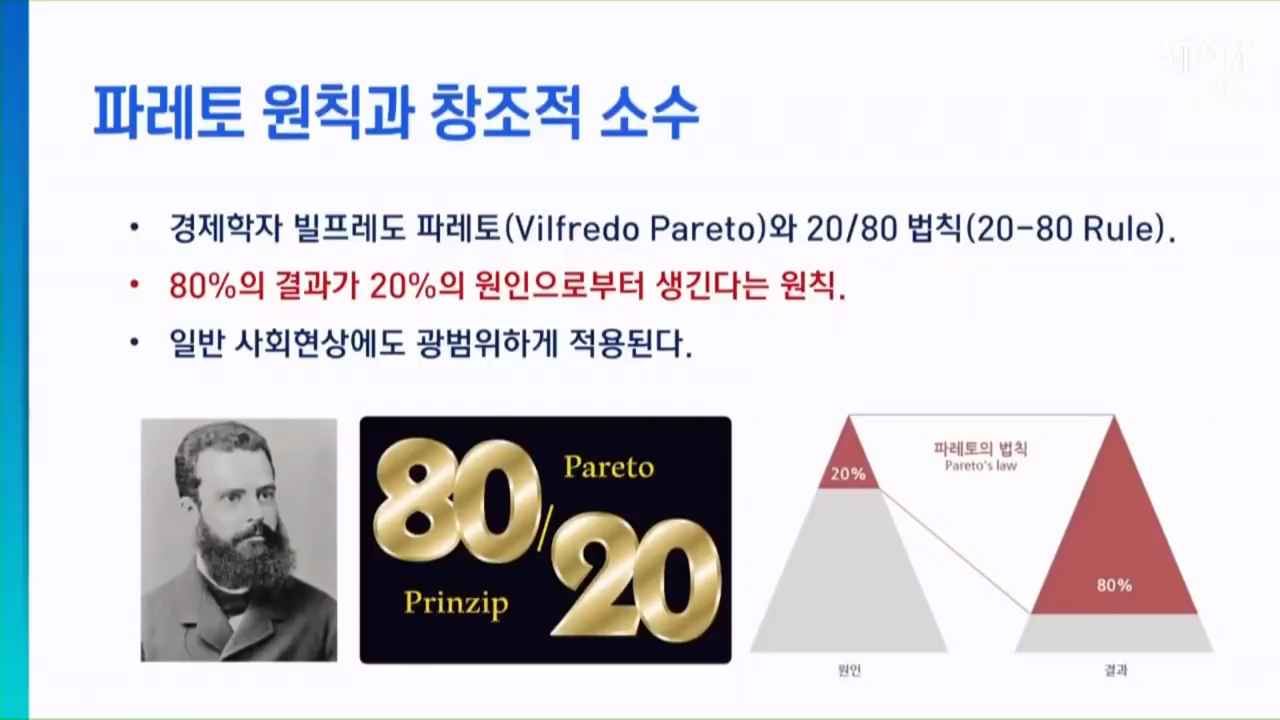 파레토 원칙과 창조적 소수
• 경제학자 빌프레도 파레토(Vilfredo Pareto)와 20/80 법칙(20-80 Rule).
• 80%의 결과가 20%의 원인으로부터 생긴다는 원칙.
• 일반 사회현상에도 광범위하게 적용된다.
80/20
Pareto
Prinzip
파레토의 법칙
Pareto's law
20%
80%
원인
결과